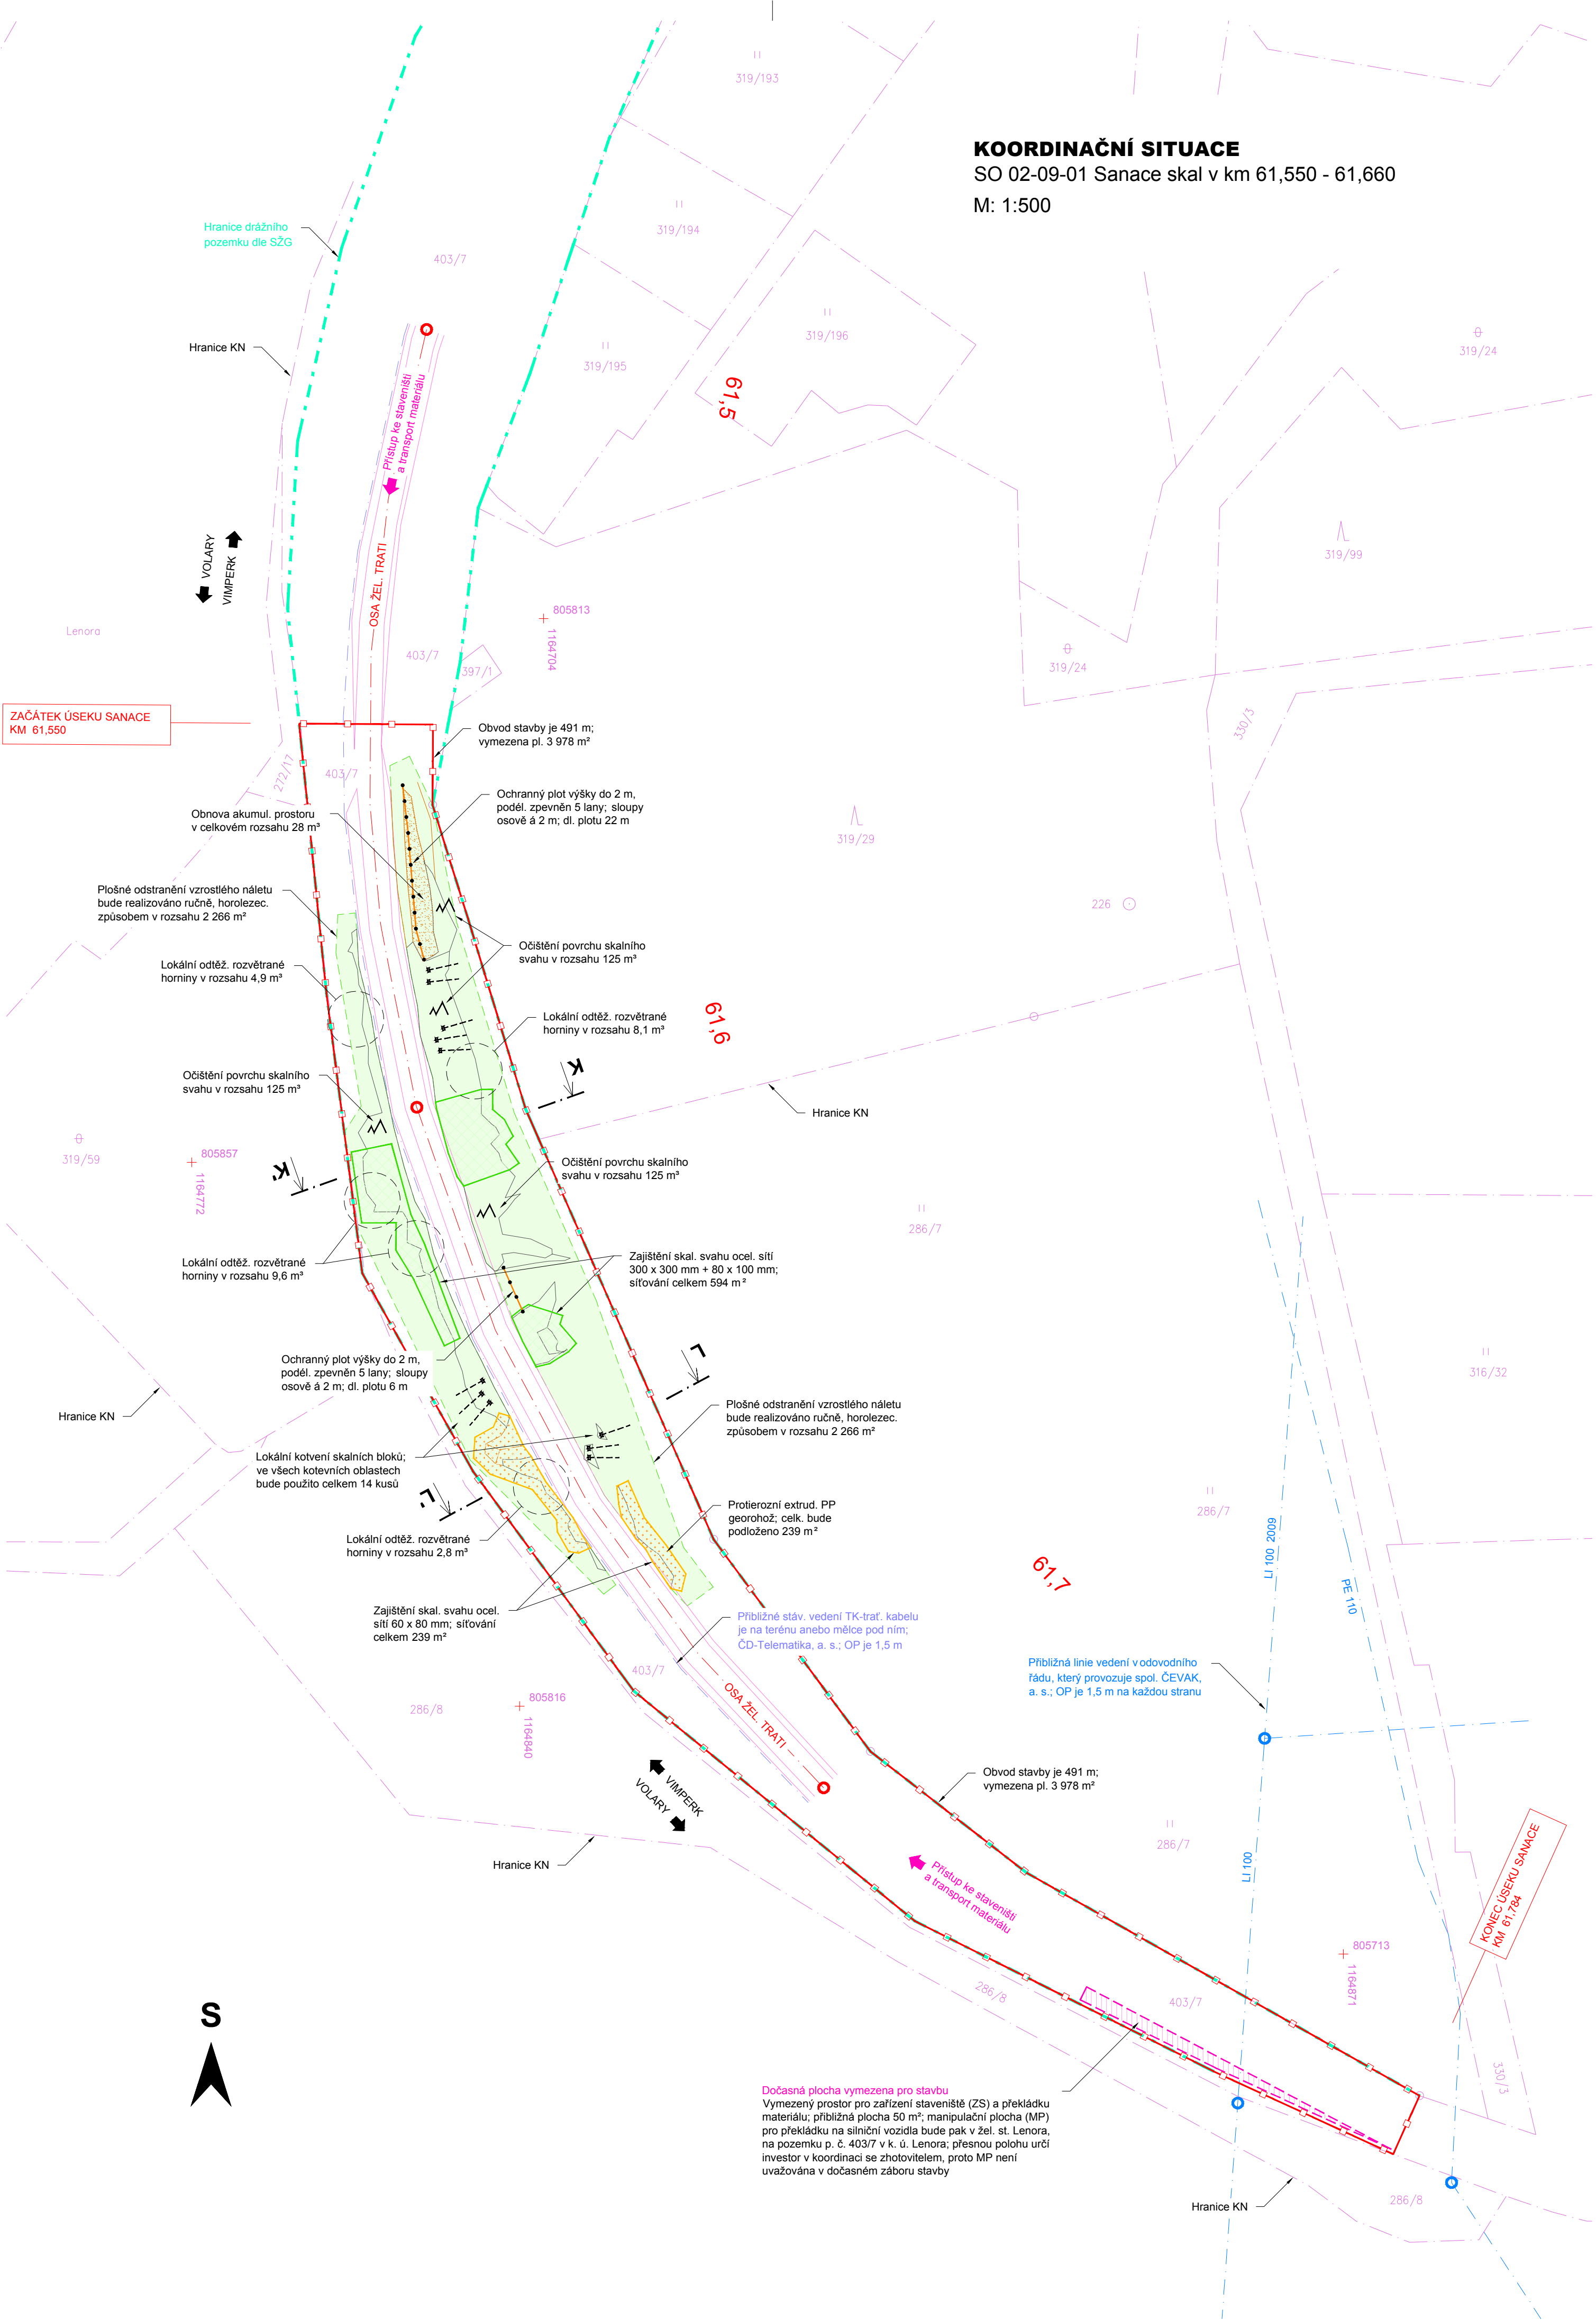 KOORDINAČNÍ SITUACE
SO 02-09-01 Sanace skal v km 61,550 - 61,660
M: 1:500
319/193
319/194
Hranice drážního
pozemku dle SŽG
403/7
319/196
319/195
319/24
Hranice KN
61,5
Přístup ke staveništi
a transport materiálu
VOLARY
VIMPERK
OSA ŽEL. TRATI
319/99
Lenora
805813
1164704
403/7
397/1
319/24
330/3
ZAČÁTEK ÚSEKU SANACE
KM 61,550
Obvod stavby je 491 m;
vymezena pl. 3 978 m²
272/17
403/7
Ochranný plot výšky do 2 m,
podél. zpevněn 5 lany; sloupy
osově á 2 m; dl. plotu 22 m
Obnova akumul. prostoru
v celkovém rozsahu 28 m³
319/29
Plošné odstranění vzrostlého náletu
bude realizováno ručně, horolezec.
způsobem v rozsahu 2 266 m²
226
Očištění povrchu skalního
svahu v rozsahu 125 m³
Lokální odtěž. rozvětrané
horniny v rozsahu 4,9 m³
61,6
Lokální odtěž. rozvětrané
horniny v rozsahu 8,1 m³
K
Očištění povrchu skalního
svahu v rozsahu 125 m³
Hranice KN
319/59
805857
1164772
K'
Očištění povrchu skalního
svahu v rozsahu 125 m³
286/7
Lokální odtěž. rozvětrané
horniny v rozsahu 9,6 m³
Zajištění skal. svahu ocel. sítí
300 x 300 mm + 80 x 100 mm;
síťování celkem 594 m²
L
Ochranný plot výšky do 2 m,
podél. zpevněn 5 lany; sloupy
osově á 2 m; dl. plotu 6 m
316/32
Hranice KN
Plošné odstranění vzrostlého náletu
bude realizováno ručně, horolezec.
způsobem v rozsahu 2 266 m²
Lokální kotvení skalních bloků;
ve všech kotevních oblastech
bude použito celkem 14 kusů
L'
286/7
Protierozní extrud. PP
georohož; celk. bude
podloženo 239 m²
Lokální odtěž. rozvětrané
horniny v rozsahu 2,8 m³
LI 100 2009
PE 110
61,7
Zajištění skal. svahu ocel.
sítí 60 x 80 mm; síťování
celkem 239 m²
Přibližné stáv. vedení TK-trať. kabelu
je na terénu anebo mělce pod ním;
ČD-Telematika, a. s.; OP je 1,5 m
Přibližná linie vedení vodovodního
řádu, který provozuje spol. ČEVAK,
a. s.; OP je 1,5 m na každou stranu
403/7
286/8
805816
1164840
OSA ŽEL. TRATI
VIMPERK
VOLARY
Obvod stavby je 491 m;
vymezena pl. 3 978 m²
286/7
LI 100
Hranice KN
Přístup ke staveništi
a transport materiálu
KONEC ÚSEKU SANACE
KM 61,784
805713
1164871
286/8
403/7
S
330/3
Dočasná plocha vymezena pro stavbu
Vymezený prostor pro zařízení staveniště (ZS) a překládku
materiálu; přibližná plocha 50 m²; manipulační plocha (MP)
pro překládku na silniční vozidla bude pak v žel. st. Lenora,
na pozemku p. č. 403/7 v k. ú. Lenora; přesnou polohu určí
investor v koordinaci se zhotovitelem, proto MP není
uvažována v dočasném záboru stavby
286/8
Hranice KN